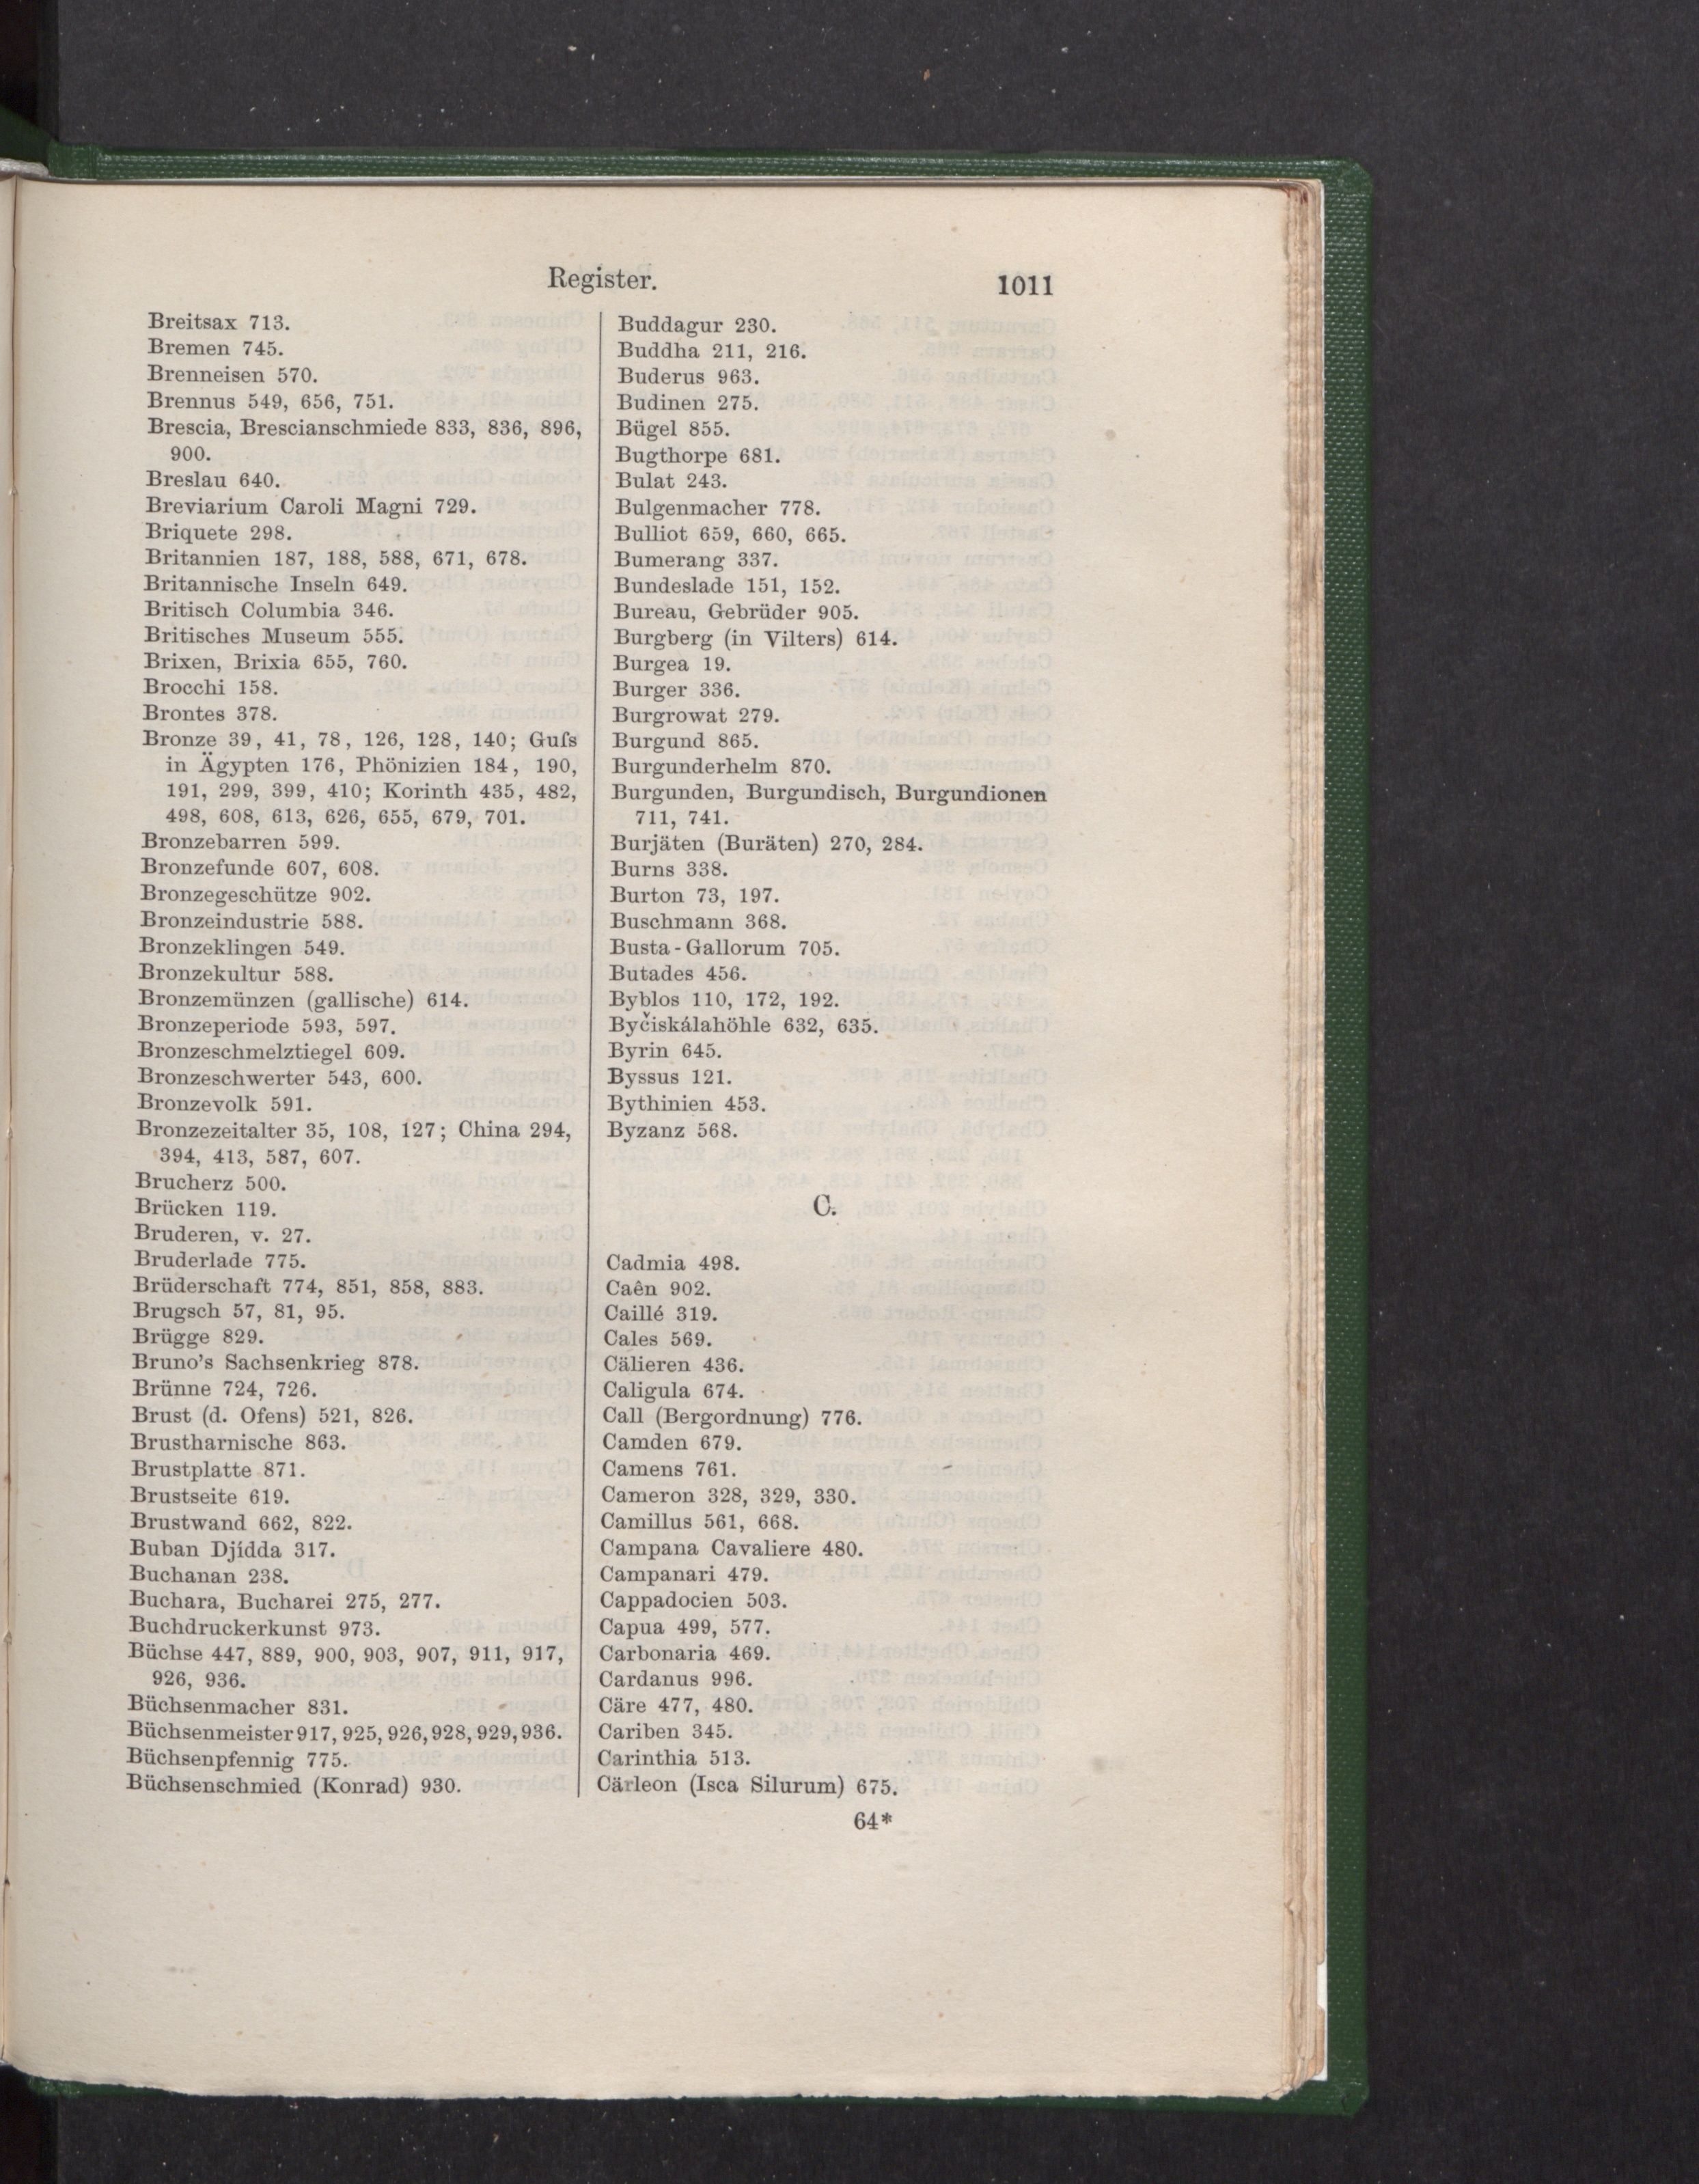 Register.
1011
Breitsax 713.
Bremen 745.
Brenneisen 570.
Brennus 549, 656, 751.
Brescia, Brescianschmiede 833, 836, 896,
900.
Breslau 640.
Breviarium Caroli Magni 729.
Briquete 298.
Britannien 187, 188, 588, 671, 678.
Britannische Inseln 649.
Britisch Columbia 346.
Britisches Museum 555.
Brixen, Brixia 655, 760.
Brocchi 158.
Brontes 378.
Bronze 39, 41, 78, 126, 128, 140; Guſs
in Ägypten 176, Phönizien 184, 190,
191, 299, 399, 410; Korinth 435, 482,
498, 608, 613, 626, 655, 679, 701.
Bronzebarren 599.
Bronzefunde 607, 608.
Bronzegeschütze 902.
Bronzeindustrie 588.
Bronzeklingen 549.
Bronzekultur 588.
Bronzemünzen (gallische) 614.
Bronzeperiode 593, 597.
Bronzeschmelztiegel 609.
Bronzeschwerter 543, 600.
Bronzevolk 591.
Bronzezeitalter 35, 108, 127; China 294,
394, 413, 587, 607.
Brucherz 500.
Brücken 119.
Bruderen, v. 27.
Bruderlade 775.
Brüderschaft 774, 851, 858, 883.
Brugsch 57, 81, 95.
Brügge 829.
Bruno's Sachsenkrieg 878.
Brünne 724, 726.
Brust (d. Ofens) 521, 826.
Brustharnische 863.
Brustplatte 871.
Brustseite 619.
Brustwand 662, 822.
Buban Djídda 317.
Buchanan 238.
Buchara, Bucharei 275, 277.
Buchdruckerkunst 973.
Büchse 447, 889, 900, 903, 907, 911, 917,
926, 936.
Büchsenmacher 831.
Büchsenmeister 917, 925, 926, 928, 929, 936.
Büchsenpfennig 775.
Büchsenschmied (Konrad) 930.
Buddagur 230.
Buddha 211, 216.
Buderus 963.
Budinen 275.
Bügel 855.
Bugthorpe 681.
Bulat 243.
Bulgenmacher 778.
Bulliot 659, 660, 665.
Bumerang 337.
Bundeslade 151, 152.
Bureau, Gebrüder 905.
Burgberg (in Vilters) 614.
Burgea 19.
Burger 336.
Burgrowat 279.
Burgund 865.
Burgunderhelm 870.
Burgunden, Burgundisch, Burgundionen
711, 741.
Burjäten (Buräten) 270, 284.
Burns 338.
Burton 73, 197.
Buschmann 368.
Busta-Gallorum 705.
Butades 456.
Byblos 110, 172, 192.
Byčiskálahöhle 632, 635.
Byrin 645.
Byssus 121.
Bythinien 453.
Byzanz 568.
C.
Cadmia 498.
Caên 902.
Caillé 319.
Cales 569.
Cälieren 436.
Caligula 674.
Call (Bergordnung) 776.
Camden 679.
Camens 761.
Cameron 328, 329, 330.
Camillus 561, 668.
Campana Cavaliere 480.
Campanari 479.
Cappadocien 503.
Capua 499, 577.
Carbonaria 469.
Cardanus 996.
Cäre 477, 480.
Cariben 345.
Carinthia 513.
Cärleon (Isca Silurum) 675.
64*